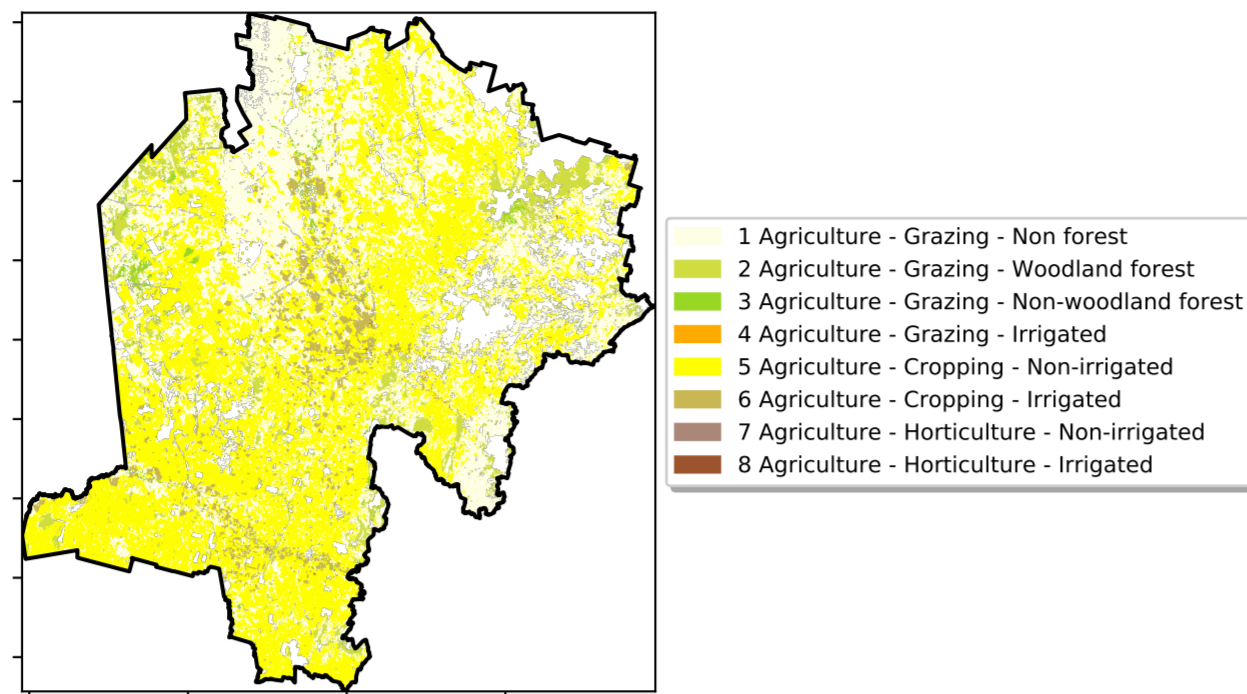 1 Agriculture - Grazing - Non forest
2 Agriculture - Grazing - Woodland forest
3 Agriculture - Grazing - Non-woodland forest
4 Agriculture - Grazing - Irrigated
5 Agriculture - Cropping - Non-irrigated
6 Agriculture - Cropping - Irrigated
7 Agriculture - Horticulture - Non-irrigated
8 Agriculture - Horticulture - Irrigated